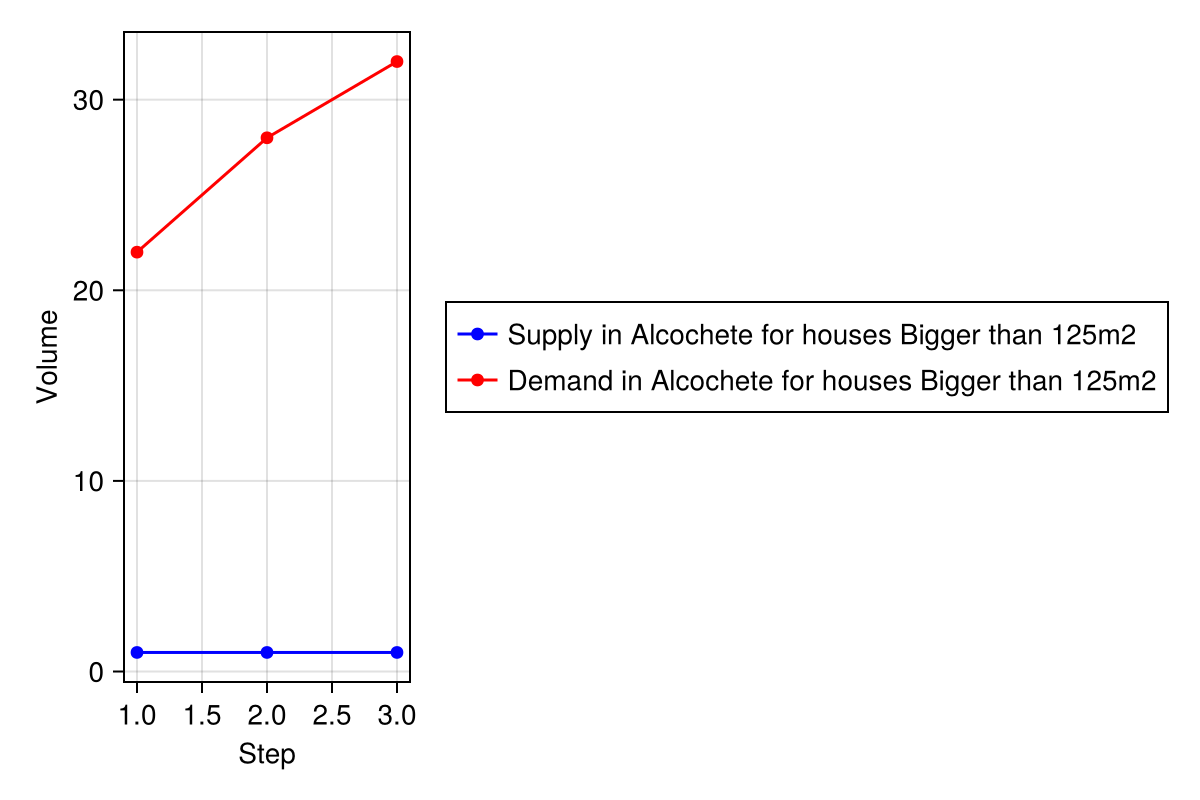 30
20
10
0
Volume
1.0 1.5 2.0 2.5 3.0
Step
Supply in Alcochete for houses Bigger than 125m2
Demand in Alcochete for houses Bigger than 125m2